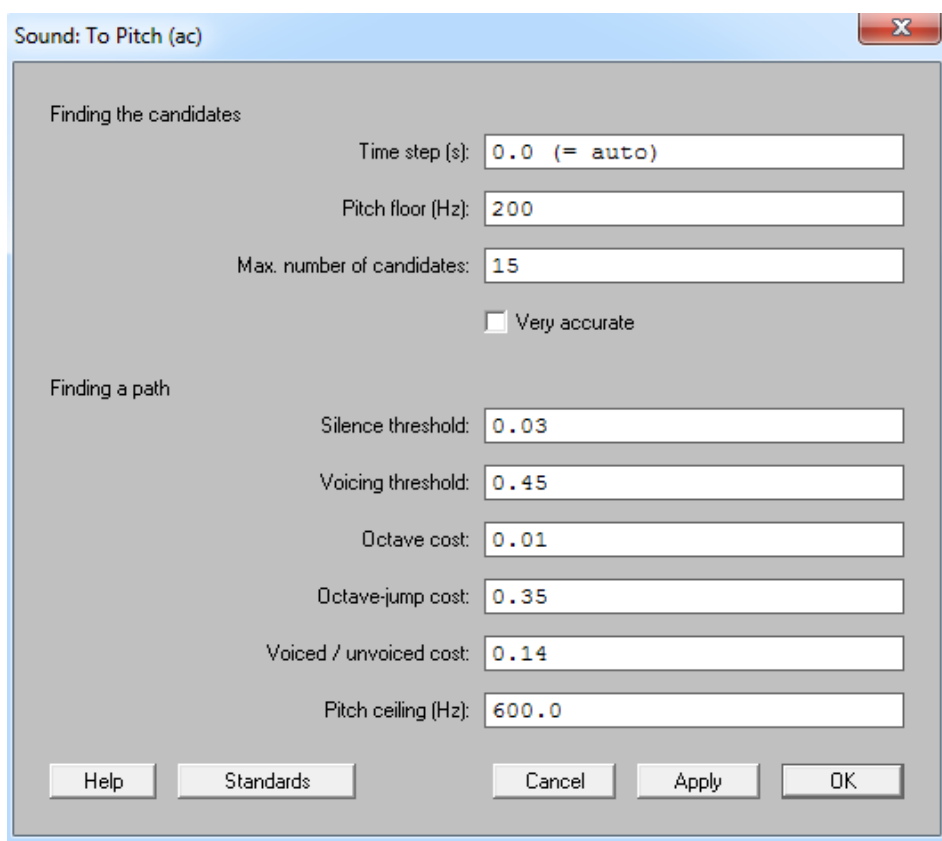 Sound: To Pitch (ac)
Finding the candidates
Time step (s): 0.0 (= auto)
Pitch floor (Hz): 200
Max. number of candidates: 15
Very accurate
Finding a path
Silence threshold: 0.03
Voicing threshold: 0.45
Octave cost: 0.01
Octave-jump cost: 0.35
Voiced / unvoiced cost: 0.14
Pitch ceiling (Hz): 600.0
Help Standards Cancel Apply OK